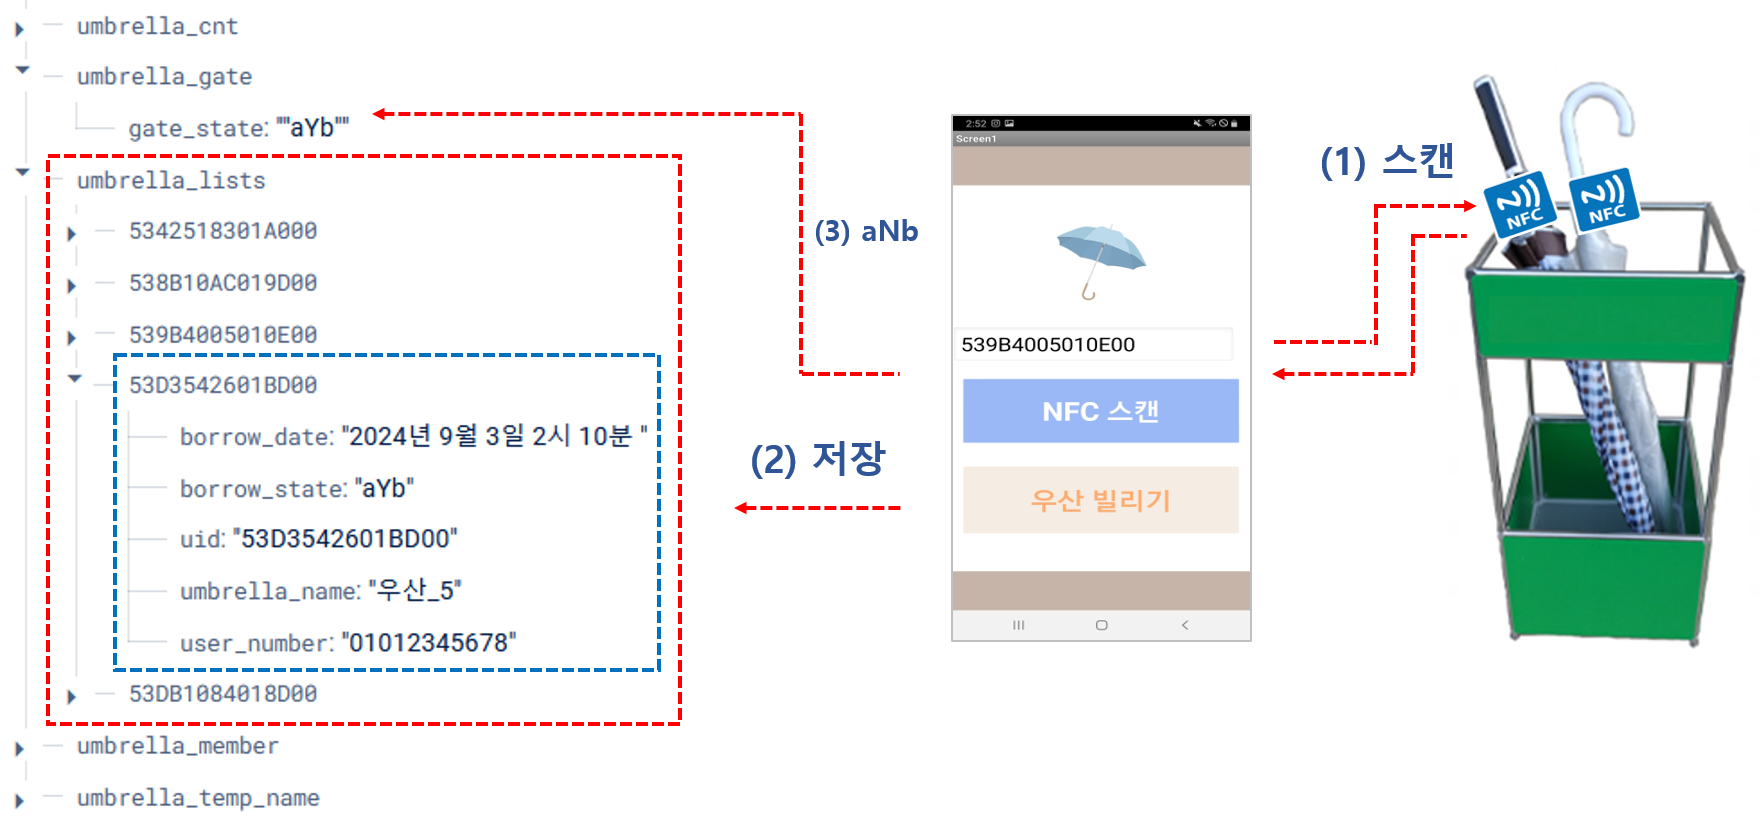 umbrella_cnt
umbrella_gate
gate_state: ""aYb""
umbrella_lists
5342518301A000
538B10AC019D00
539B4005010E00
53D3542601BD00
borrow_date: "2024년 9월 3일 2시 10분 "
borrow_state: "aYb"
uid: "53D3542601BD00"
umbrella_name: "우산_5"
user_number: "01012345678"
53DB1084018D00
umbrella_member
umbrella_temp_name
(3) aNb
(2) 저장
2:52
Screen1
539B4005010E00
NFC 스캔
우산 빌리기
(1) 스캔
NFC
NFC